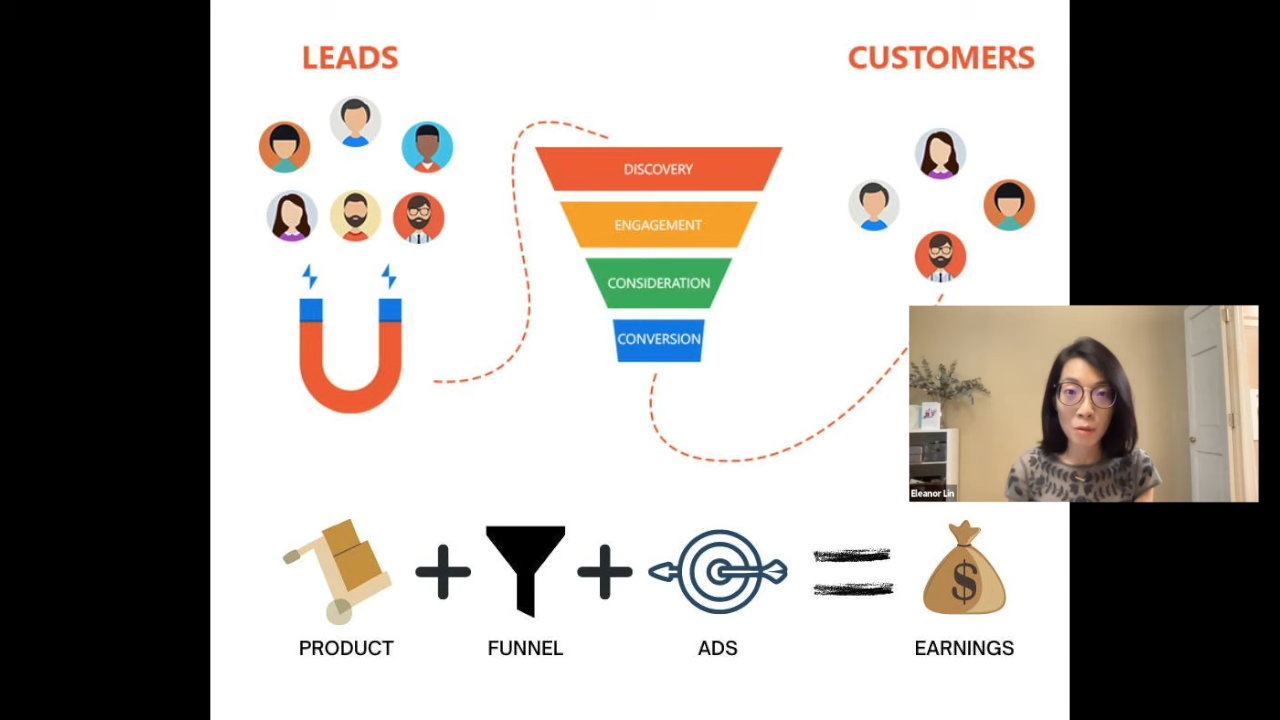 LEADS
CUSTOMERS
DISCOVERY
ENGAGEMENT
CONSIDERATION
CONVERSION
Eleanor Lin
$
PRODUCT
FUNNEL
ADS
EARNINGS